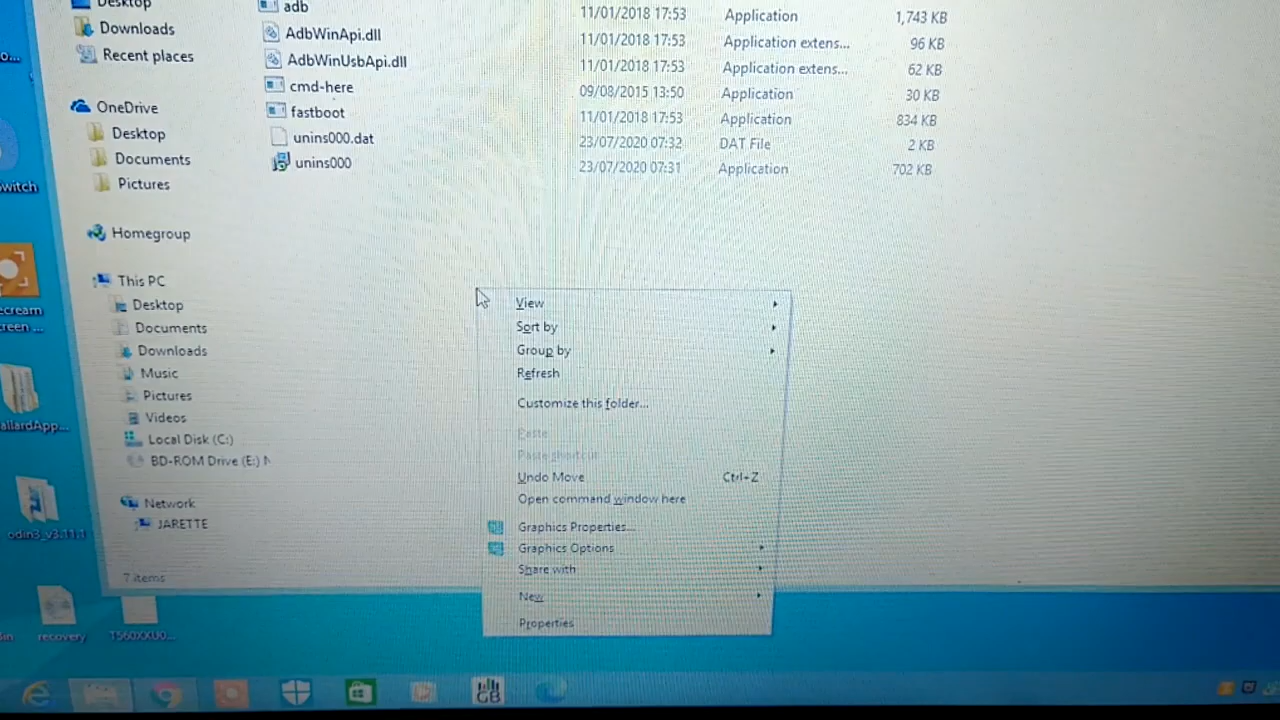 Desktop
Downloads
Recent places
OneDrive
Desktop
Documents
Pictures
Homegroup
This PC
Desktop
Documents
Downloads
Music
Pictures
Videos
Local Disk (C:)
BD-ROM Drive (E:)
Network
JARETTE
7 items
adb 11/01/2018 17:53 Application 1,743 KB
AdbWinApi.dll 11/01/2018 17:53 Application extens... 96 KB
AdbWinUsbApi.dll 11/01/2018 17:53 Application extens... 62 KB
cmd-here 09/08/2015 13:50 Application 30 KB
fastboot 11/01/2018 17:53 Application 834 KB
unins000.dat 23/07/2020 07:32 DAT File 2 KB
unins000 23/07/2020 07:31 Application 702 KB
View
Sort by
Group by
Refresh
Customize this folder...
Paste
Paste shortcut
Undo Move Ctrl+Z
Open command window here
Graphics Properties...
Graphics Options
Share with
New
Properties
odin3_v3.11.1
recovery
T560XXU0...
GB